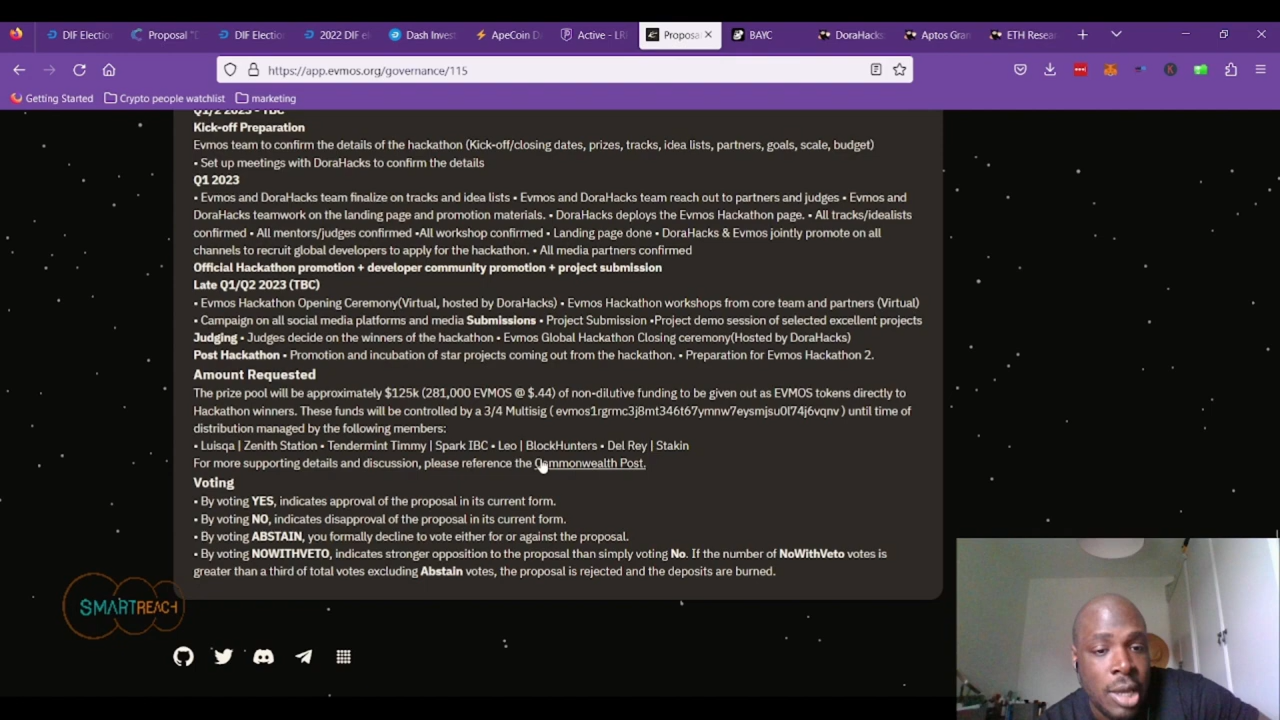 DIF Electio
Proposal "D
DIF Electio
2022 DIF el
Dash Invest
ApeCoin D
Active - LR
Proposa
BAYC
DoraHacks
Aptos Gran
ETH Resea
https://app.evmos.org/governance/115
Getting Started
Crypto people watchlist
marketing
Q1/2 2023 - TBC
Kick-off Preparation
Evmos team to confirm the details of the hackathon (Kick-off/closing dates, prizes, tracks, idea lists, partners, goals, scale, budget)
• Set up meetings with DoraHacks to confirm the details
Q1 2023
• Evmos and DoraHacks team finalize on tracks and idea lists • Evmos and DoraHacks team reach out to partners and judges • Evmos and
DoraHacks teamwork on the landing page and promotion materials. • DoraHacks deploys the Evmos Hackathon page. • All tracks/idealists
confirmed • All mentors/judges confirmed •All workshop confirmed • Landing page done • DoraHacks & Evmos jointly promote on all
channels to recruit global developers to apply for the hackathon. • All media partners confirmed
Official Hackathon promotion + developer community promotion + project submission
Late Q1/Q2 2023 (TBC)
• Evmos Hackathon Opening Ceremony(Virtual, hosted by DoraHacks) • Evmos Hackathon workshops from core team and partners (Virtual)
• Campaign on all social media platforms and media Submissions • Project Submission •Project demo session of selected excellent projects
Judging • Judges decide on the winners of the hackathon • Evmos Global Hackathon Closing ceremony(Hosted by DoraHacks)
Post Hackathon • Promotion and incubation of star projects coming out from the hackathon. • Preparation for Evmos Hackathon 2.
Amount Requested
The prize pool will be approximately $125k (281,000 EVMOS @ $.44) of non-dilutive funding to be given out as EVMOS tokens directly to
Hackathon winners. These funds will be controlled by a 3/4 Multisig ( evmos1rgrmc3j8mt346t67ymnw7eysmjsu0l74j6vqnv ) until time of
distribution managed by the following members:
• Luisqa | Zenith Station • Tendermint Timmy | Spark IBC • Leo | BlockHunters • Del Rey | Stakin
For more supporting details and discussion, please reference the Commonwealth Post.
Voting
• By voting YES, indicates approval of the proposal in its current form.
• By voting NO, indicates disapproval of the proposal in its current form.
• By voting ABSTAIN, you formally decline to vote either for or against the proposal.
• By voting NOWITHVETO, indicates stronger opposition to the proposal than simply voting No. If the number of NoWithVeto votes is
greater than a third of total votes excluding Abstain votes, the proposal is rejected and the deposits are burned.
SMARTREACH